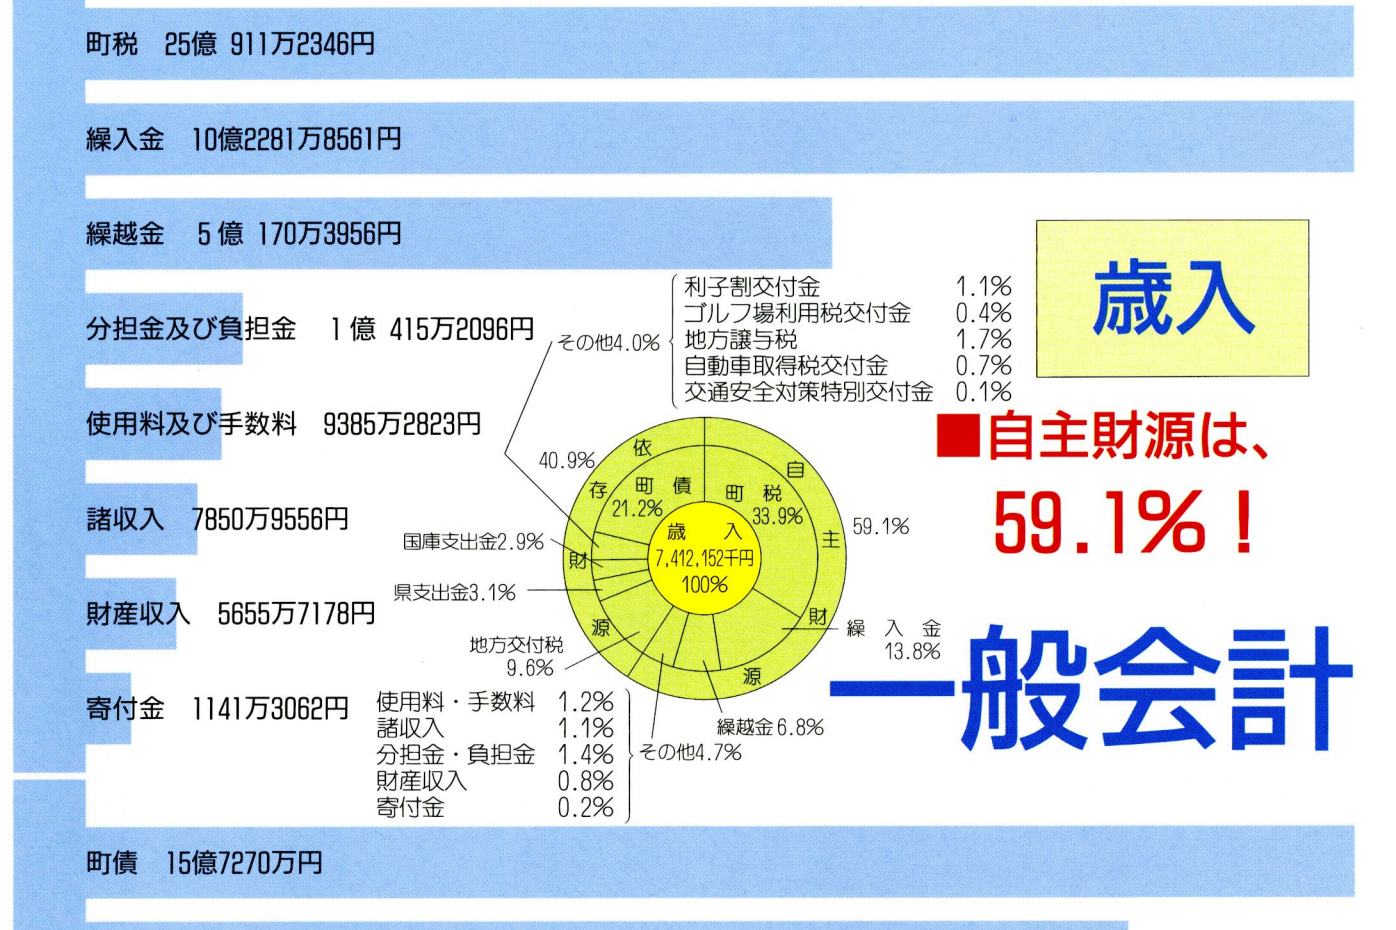 町税 25億 911万2346円
繰入金 10億2281万8561円
繰越金 5億 170万3956円
分担金及び負担金 1億 415万2096円
使用料及び手数料 9385万2823円
諸収入 7850万9556円
財産収入 5655万7178円
寄付金 1141万3062円
町債 15億7270万円
歳入
■自主財源は、
59.1%!
一般会計
その他4.0%
利子割交付金 1.1%
ゴルフ場利用税交付金 0.4%
地方譲与税 1.7%
自動車取得税交付金 0.7%
交通安全対策特別交付金 0.1%
依存財源
40.9%
自主財源
59.1%
町債
21.2%
町税
33.9%
歳入
7,412,152千円
100%
国庫支出金2.9%
県支出金3.1%
地方交付税
9.6%
繰入金
13.8%
繰越金6.8%
その他4.7%
使用料・手数料 1.2%
諸収入 1.1%
分担金・負担金 1.4%
財産収入 0.8%
寄付金 0.2%